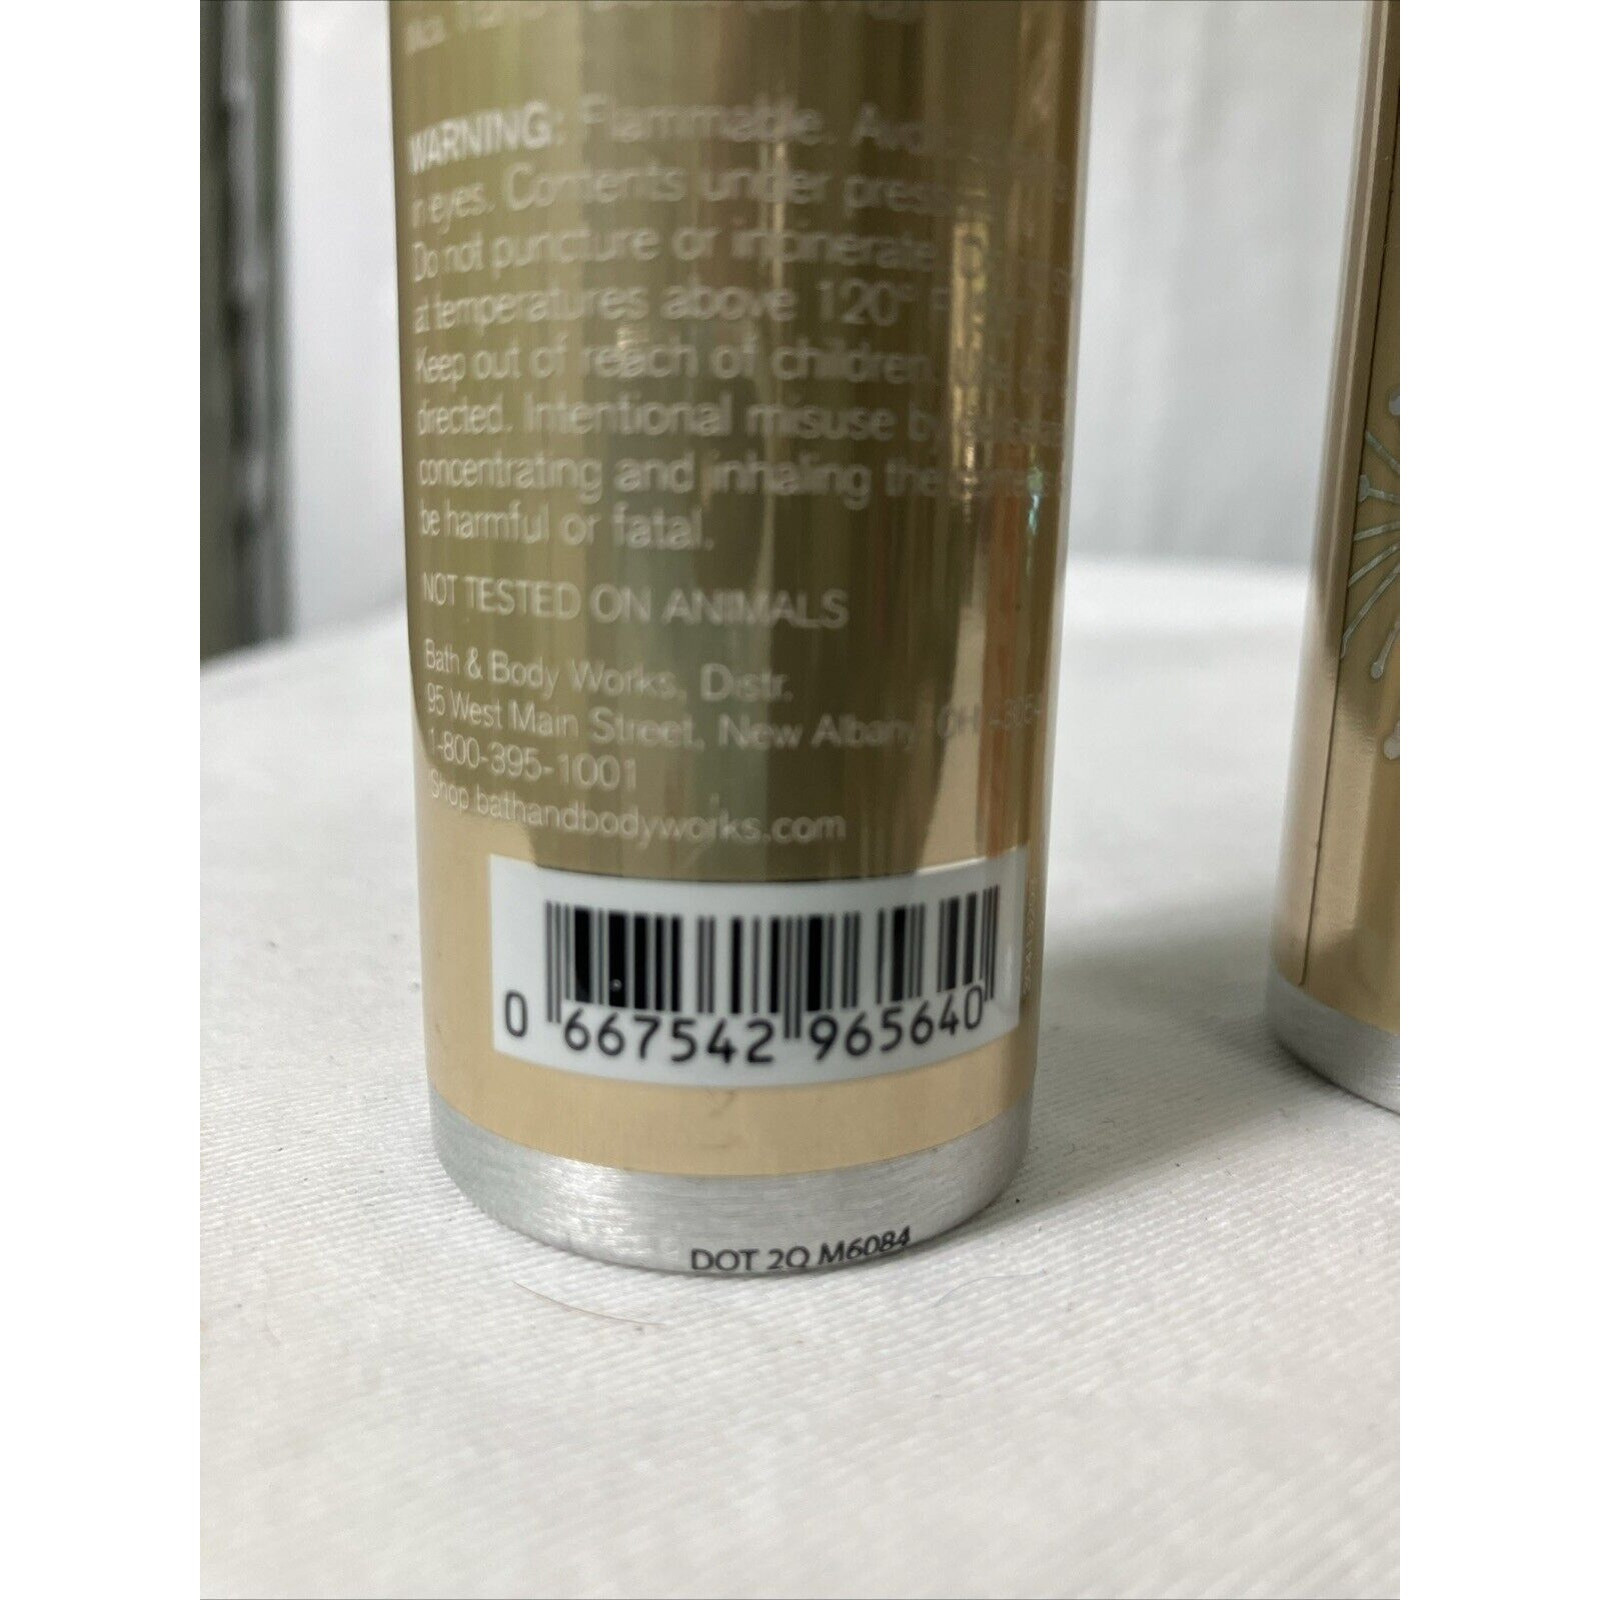 WARNING: Flammable.
in eyes. Contents under
Do not puncture or incinerate
at temperatures above 120°
Keep out of reach of children.
directed. Intentional misuse by
concentrating and inhaling the
be harmful or fatal.
NOT TESTED ON ANIMALS
Bath & Body Works, Distr.
95 West Main Street, New Albany, OH
1-800-395-1001
Shop bathandbodyworks.com
0 667542 965640
DOT 2Q M6084